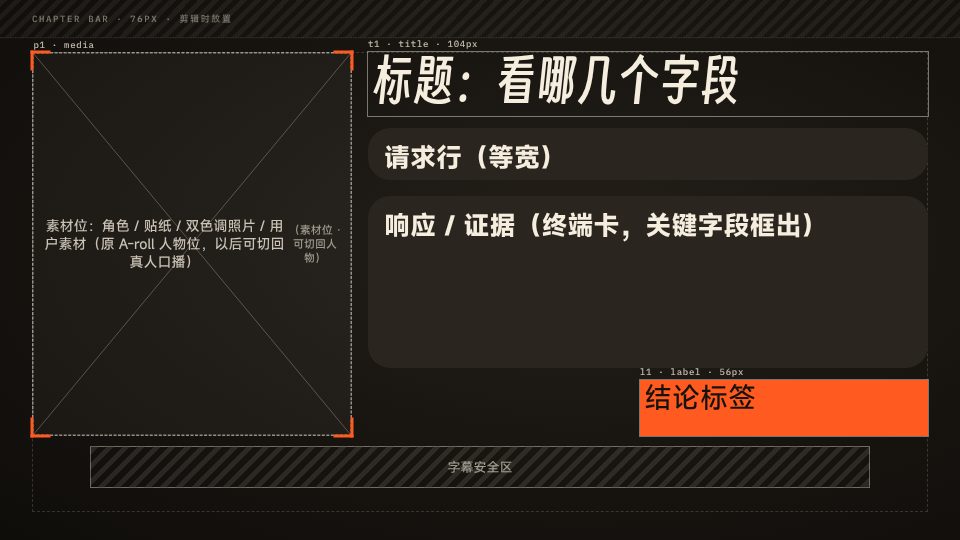 CHAPTER BAR · 76PX · 剪辑时放置
p1 · media
t1 · title · 104px
标题：看哪几个字段
请求行（等宽）
响应 / 证据（终端卡，关键字段框出）
素材位：角色 / 贴纸 / 双色调照片 / 用
户素材（原 A-roll 人物位，以后可切回
真人口播）
（素材位 ·
可切回人
物）
l1 · label · 56px
结论标签
字幕安全区